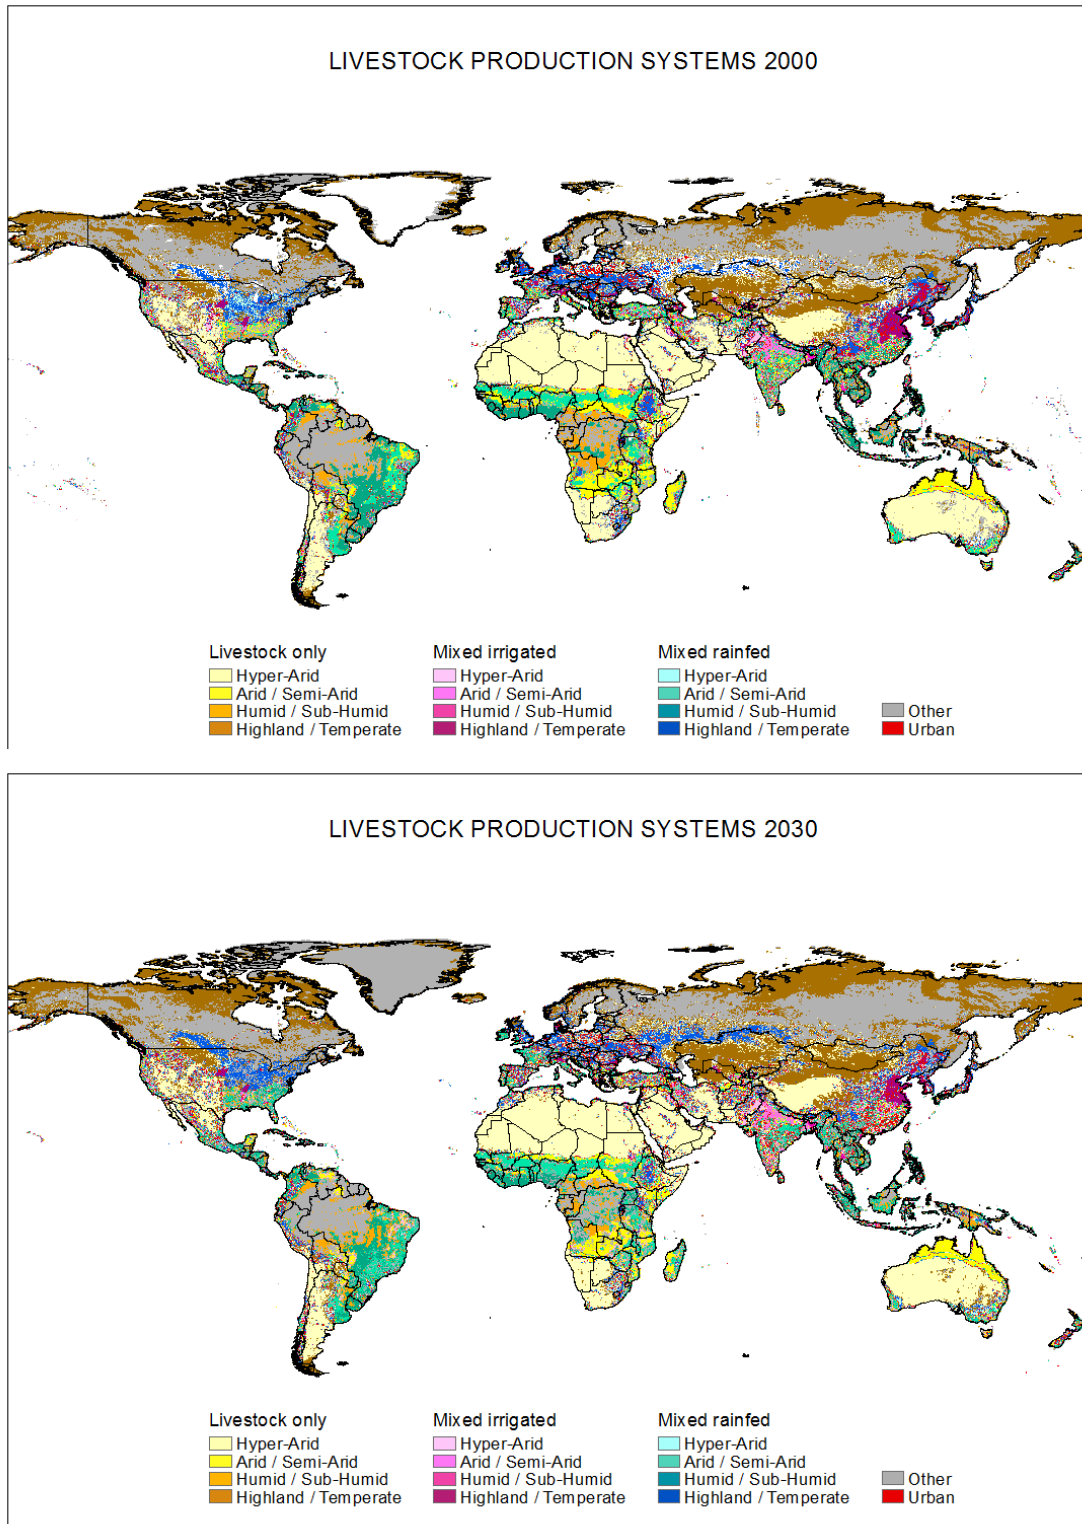 LIVESTOCK PRODUCTION SYSTEMS 2000
Livestock only Mixed irrigated Mixed rainfed
Hyper-Arid Hyper-Arid Hyper-Arid
Arid / Semi-Arid Arid / Semi-Arid Arid / Semi-Arid
Humid / Sub-Humid Humid / Sub-Humid Humid / Sub-Humid Other
Highland / Temperate Highland / Temperate Highland / Temperate Urban
LIVESTOCK PRODUCTION SYSTEMS 2030
Livestock only Mixed irrigated Mixed rainfed
Hyper-Arid Hyper-Arid Hyper-Arid
Arid / Semi-Arid Arid / Semi-Arid Arid / Semi-Arid
Humid / Sub-Humid Humid / Sub-Humid Humid / Sub-Humid Other
Highland / Temperate Highland / Temperate Highland / Temperate Urban